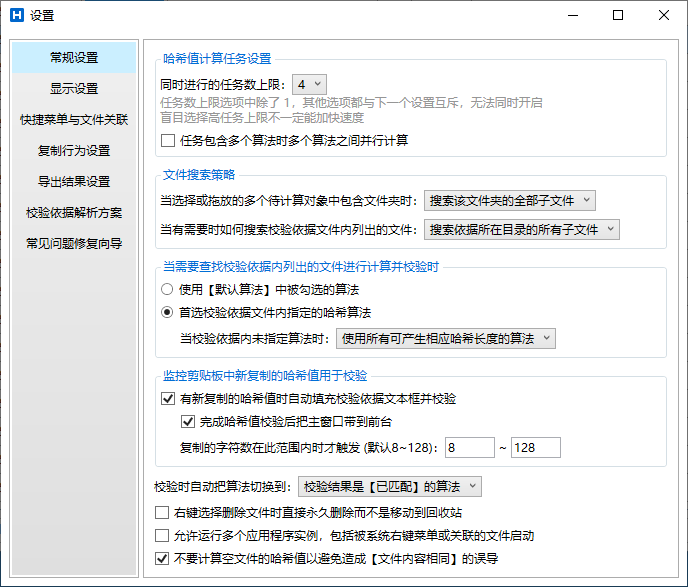 设置
常规设置
显示设置
快捷菜单与文件关联
复制行为设置
导出结果设置
校验依据解析方案
常见问题修复向导
哈希值计算任务设置
同时进行的任务数上限： 4
任务数上限选项中除了 1，其他选项都与下一个设置互斥，无法同时开启
盲目选择高任务上限不一定能加快速度
任务包含多个算法时多个算法之间并行计算
文件搜索策略
当选择或拖放的多个待计算对象中包含文件夹时： 搜索该文件夹的全部子文件
当有需要时如何搜索校验依据文件内列出的文件： 搜索依据所在目录的所有子文件
当需要查找校验依据内列出的文件进行计算并校验时
使用【默认算法】中被勾选的算法
首选校验依据文件内指定的哈希算法
当校验依据内未指定算法时： 使用所有可产生相应哈希长度的算法
监控剪贴板中新复制的哈希值用于校验
有新复制的哈希值时自动填充校验依据文本框并校验
完成哈希值校验后把主窗口带到前台
复制的字符数在此范围内时才触发 (默认8~128)： 8 ~ 128
校验时自动把算法切换到： 校验结果是【已匹配】的算法
右键选择删除文件时直接永久删除而不是移动到回收站
允许运行多个应用程序实例，包括被系统右键菜单或关联的文件启动
不要计算空文件的哈希值以避免造成【文件内容相同】的误导